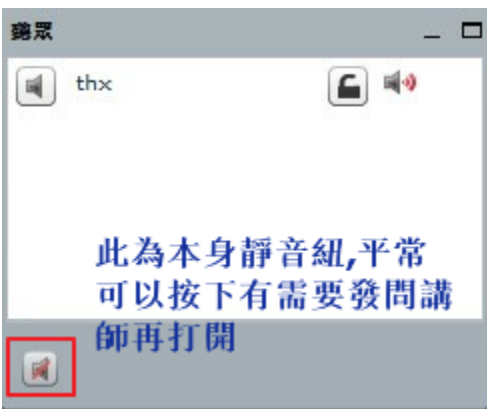 聽眾
thx
此為本身靜音紐,平常
可以按下有需要發問講
師再打開